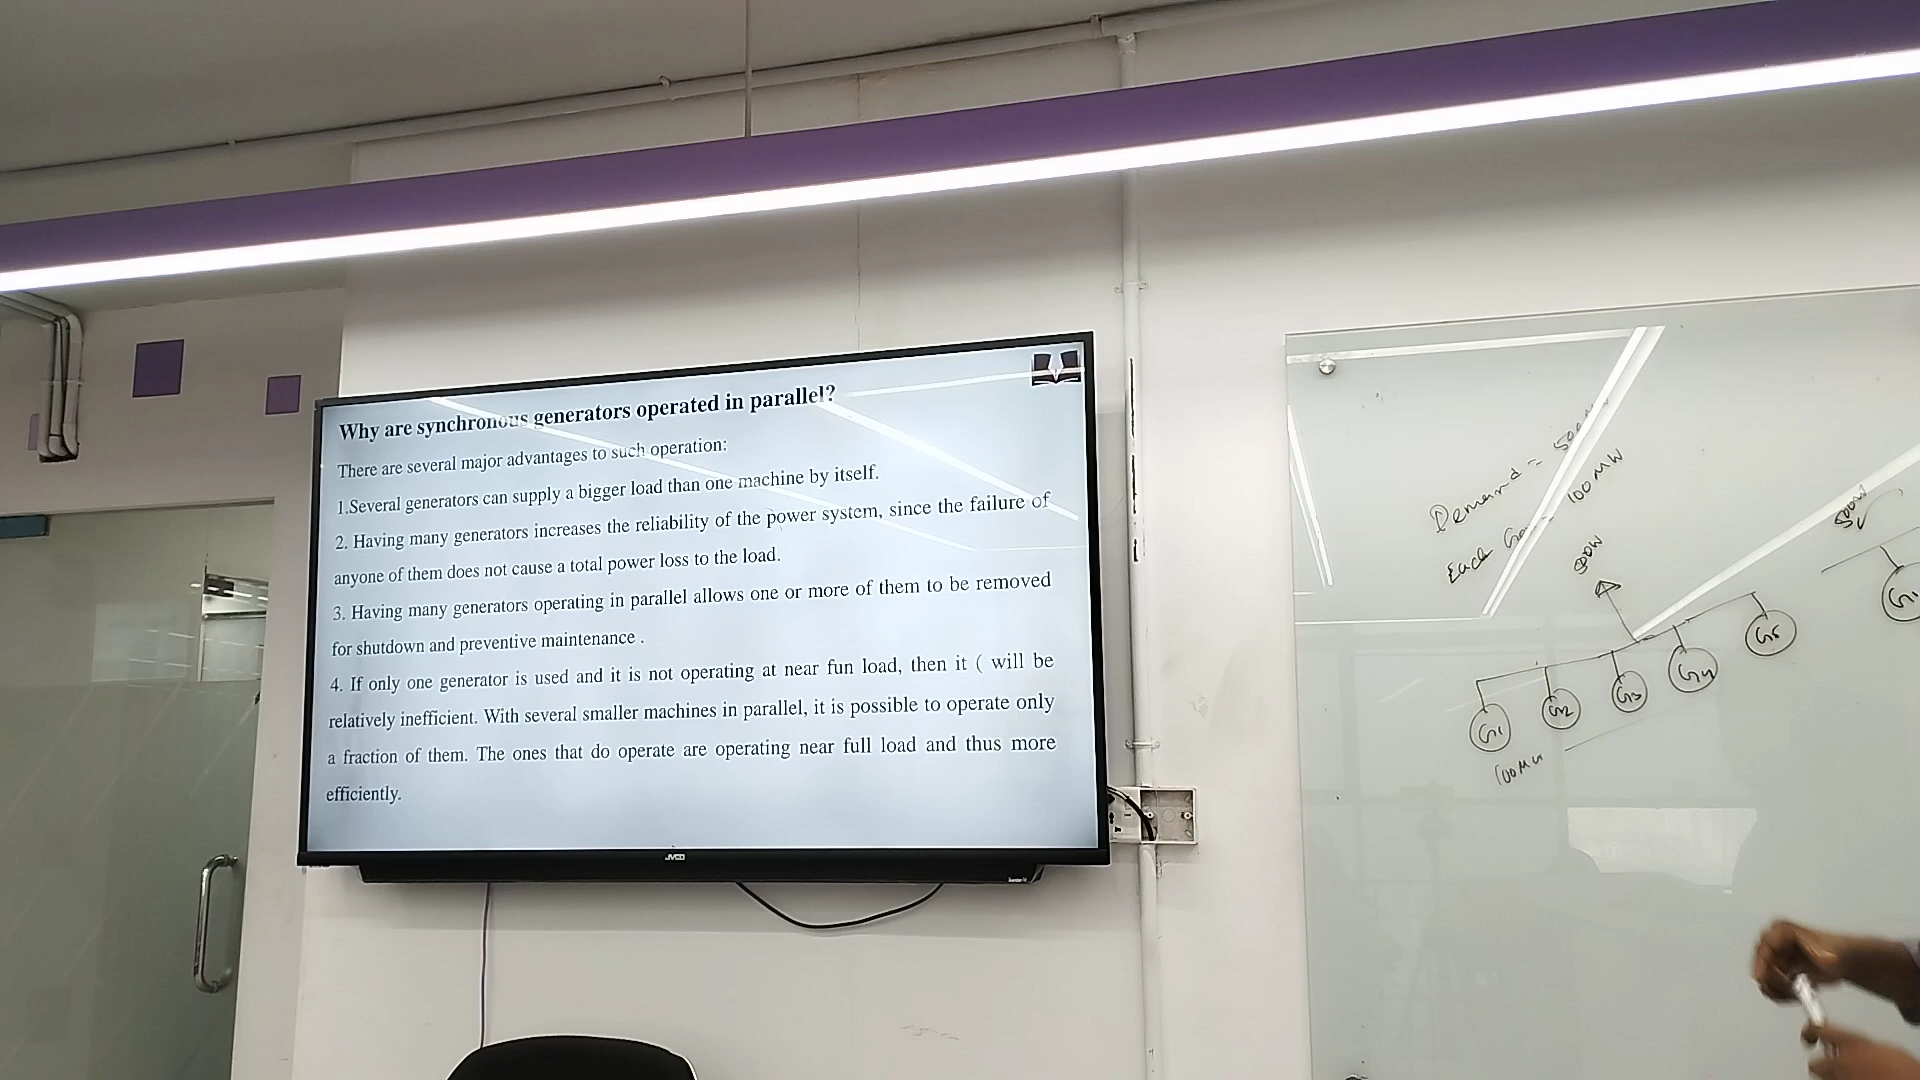 Why are synchronous generators operated in parallel?
There are several major advantages to such operation:
1.Several generators can supply a bigger load than one machine by itself.
2. Having many generators increases the reliability of the power system, since the failure of
anyone of them does not cause a total power loss to the load.
3. Having many generators operating in parallel allows one or more of them to be removed
for shutdown and preventive maintenance .
4. If only one generator is used and it is not operating at near fun load, then it ( will be
relatively inefficient. With several smaller machines in parallel, it is possible to operate only
a fraction of them. The ones that do operate are operating near full load and thus more
efficiently.
JVCO
Demand =
Each 100 MW
G1
G2
G3
G4
G5
100 MW
G1